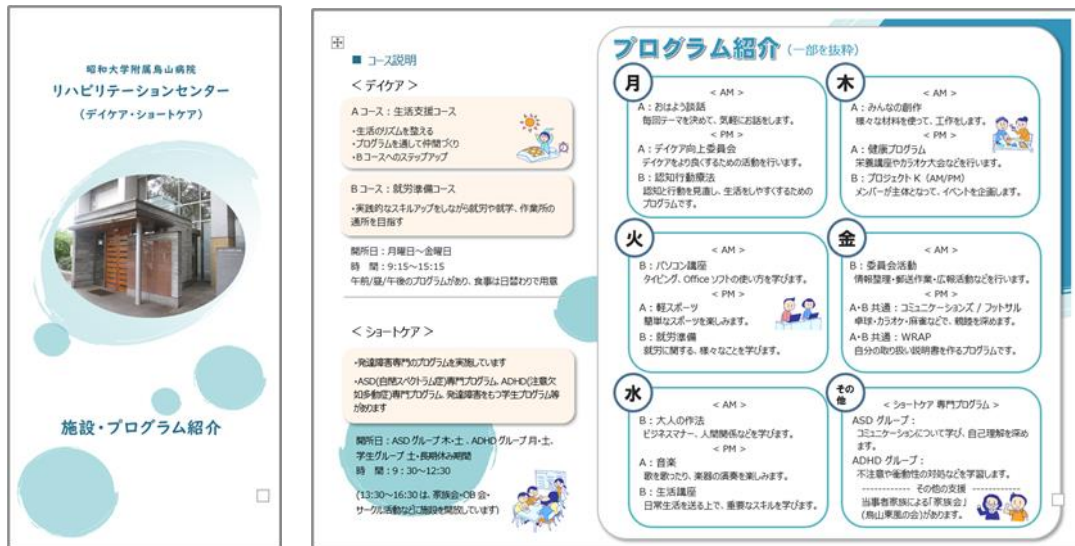 昭和大学附属烏山病院
リハビリテーションセンター
(デイケア・ショートケア)
施設・プログラム紹介
■ コース説明
＜デイケア＞
Aコース：生活支援コース
・生活のリズムを整える
・プログラムを通して仲間づくり
・Bコースへのステップアップ
Bコース：就労準備コース
・実践的なスキルアップをしながら就労や就学、作業所の
通所を目指す
開所日：月曜日～金曜日
時　間：9:15～15:15
午前/昼/午後のプログラムがあり、食事は日替わりで用意
＜ショートケア＞
・発達障害専門のプログラムを実施しています
・ASD(自閉スペクトラム症)専門プログラム、ADHD(注意欠
如多動症)専門プログラム、発達障害をもつ学生プログラム等
があります
開所日：ASDグループ 木・土、ADHDグループ 月・土、
学生グループ 土・長期休み期間
時　間：9：30～12:30
(13:30～16:30は、家族会・OB会・
サークル活動などに施設を開放しています)
プログラム紹介（一部を抜粋）
月
＜AM＞
A：おはよう談話
毎回テーマを決めて、気軽にお話をします。
＜PM＞
A：デイケア向上委員会
デイケアをより良くするための活動を行います。
B：認知行動療法
認知と行動を見直し、生活をしやすくするための
プログラムです。
火
＜AM＞
B：パソコン講座
タイピング、Officeソフトの使い方を学びます。
＜PM＞
A：軽スポーツ
簡単なスポーツを楽しみます。
B：就労準備
就労に関する、様々なことを学びます。
水
＜AM＞
B：大人の作法
ビジネスマナー、人間関係などを学びます。
＜PM＞
A：音楽
歌を歌ったり、楽器の演奏を楽しみます。
B：生活講座
日常生活を送る上で、重要なスキルを学びます。
木
＜AM＞
A：みんなの創作
様々な材料を使って、工作をします。
＜PM＞
A：健康プログラム
栄養講座やカラオケ大会などを行います。
B：プロジェクトK（AM/PM）
メンバーが主体となって、イベントを企画します。
金
＜AM＞
B：委員会活動
情報整理・郵送作業・広報活動などを行います。
＜PM＞
A・B共通：コミュニケーションズ / フットサル
卓球・カラオケ・麻雀などで、親睦を深めます。
A・B共通：WRAP
自分の取り扱い説明書を作るプログラムです。
その
他
＜ショートケア 専門プログラム＞
ASDグループ：
コミュニケーションについて学び、自己理解を深め
ます。
ADHDグループ：
不注意や衝動性の対処などを学習します。
------------ その他の支援 ------------
当事者家族による「家族会」
(烏山東風の会)があります。